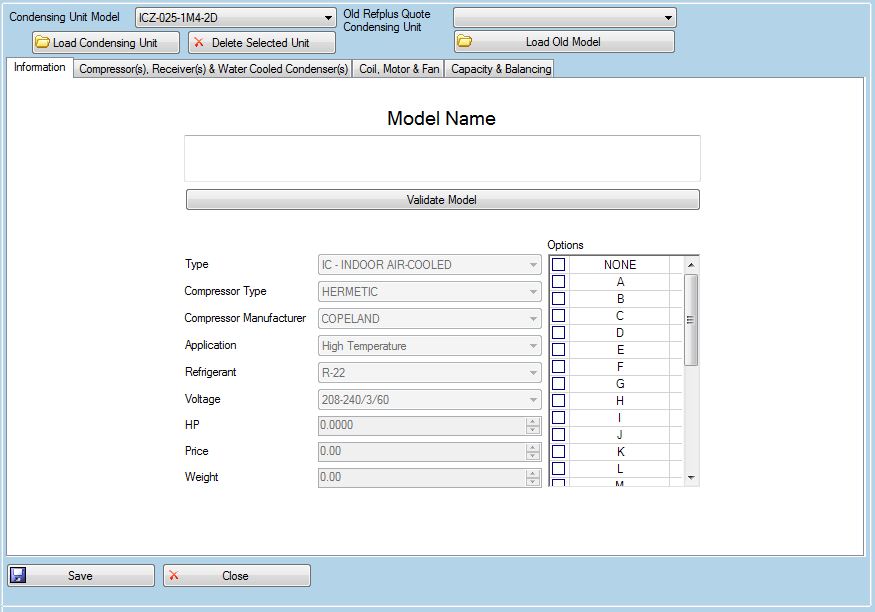 Condensing Unit Model ICZ-025-1M4-2D Old Refplus Quote
Condensing Unit
Load Condensing Unit Delete Selected Unit Load Old Model
Information Compressor(s), Receiver(s) & Water Cooled Condenser(s) Coil, Motor & Fan Capacity & Balancing
Model Name
Validate Model
Options
Type IC - INDOOR AIR-COOLED NONE
A
Compressor Type HERMETIC B
Compressor Manufacturer COPELAND C
D
Application High Temperature E
Refrigerant R-22 F
G
Voltage 208-240/3/60 H
HP 0.0000 I
J
Price 0.00 K
Weight 0.00 L
M
Save Close